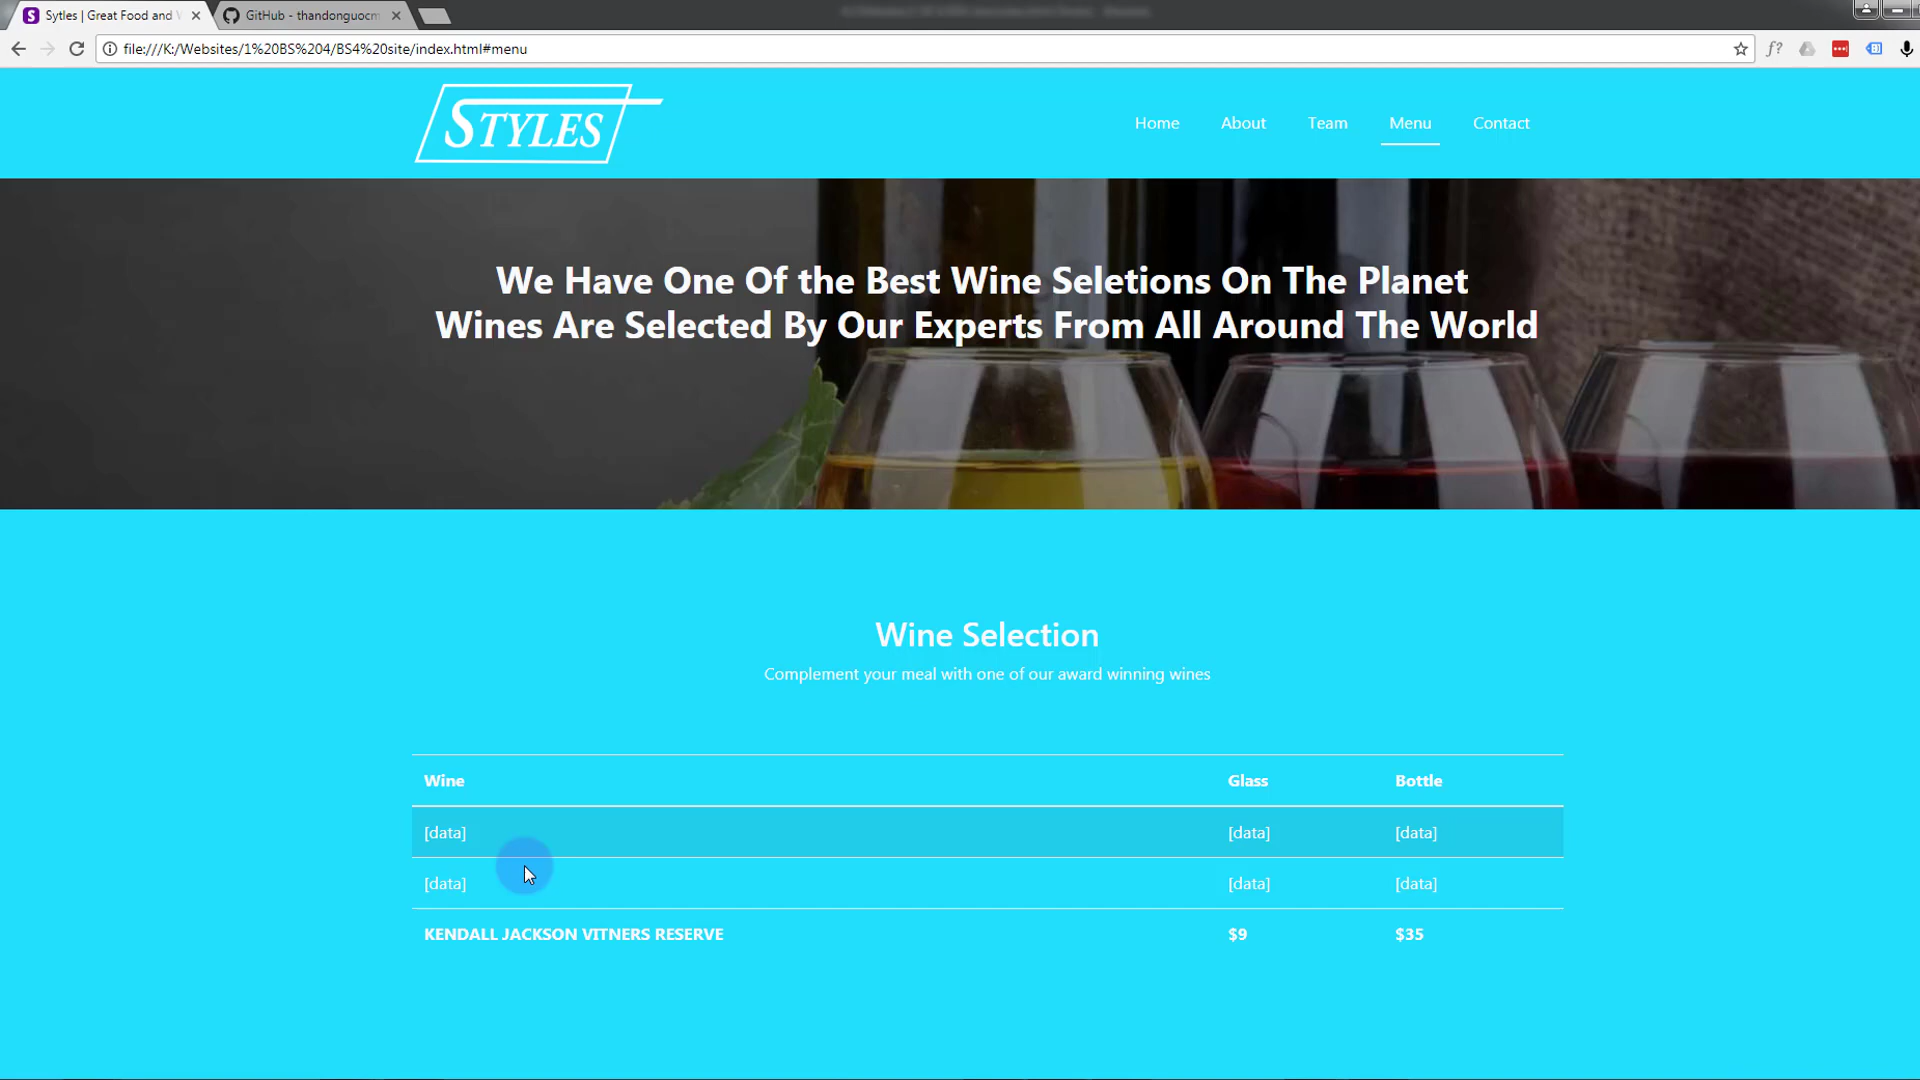 Sytles | Great Food and
GitHub - thandonguocm
file:///K:/Websites/1%20BS%204/BS4%20site/index.html#menu
f?
STYLES
Home About Team Menu Contact
We Have One Of the Best Wine Seletions On The Planet
Wines Are Selected By Our Experts From All Around The World
Wine Selection
Complement your meal with one of our award winning wines
Wine Glass Bottle
[data] [data] [data]
[data] [data] [data]
KENDALL JACKSON VITNERS RESERVE $9 $35